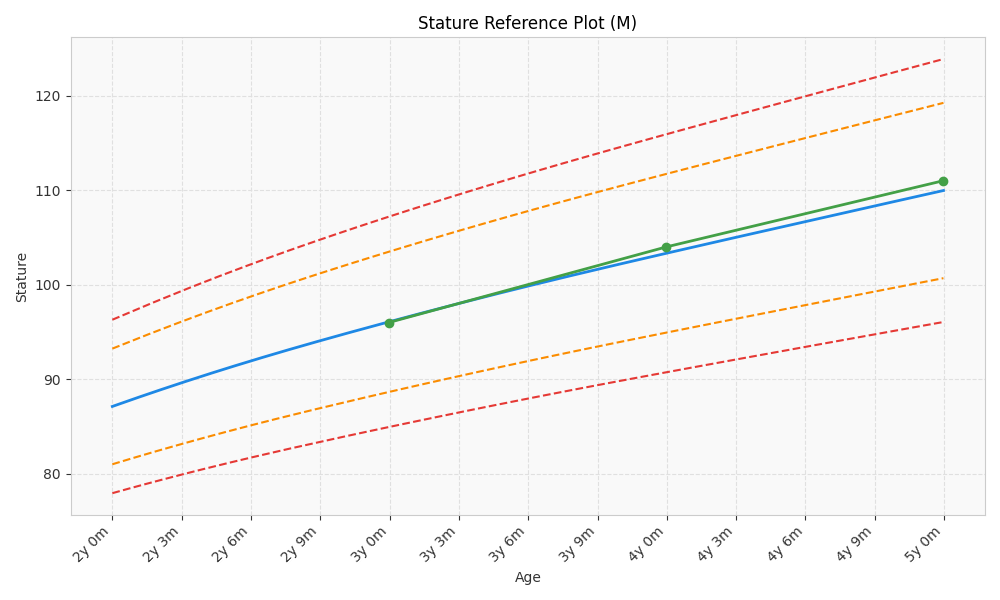 Stature Reference Plot (M)
Stature
120
110
100
90
80
2y 0m
2y 3m
2y 6m
2y 9m
3y 0m
3y 3m
3y 6m
3y 9m
4y 0m
4y 3m
4y 6m
4y 9m
5y 0m
Age